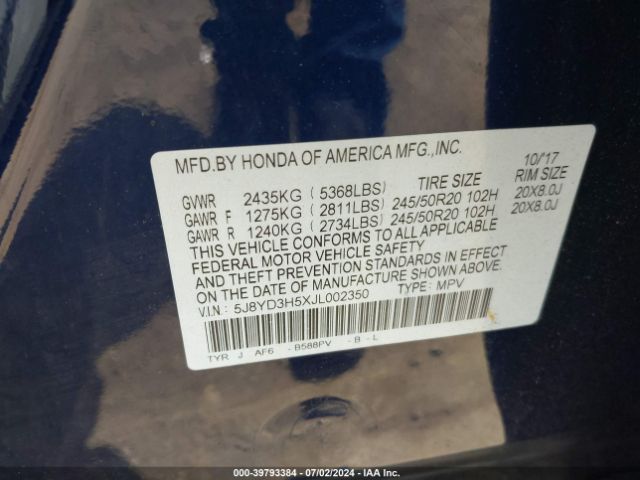 MFD.BY HONDA OF AMERICA MFG.,INC. 10/17
TIRE SIZE RIM SIZE
GVWR 2435KG (5368LBS)
GAWR F 1275KG (2811LBS) 245/50R20 102H 20X8.0J
GAWR R 1240KG (2734LBS) 245/50R20 102H 20X8.0J
THIS VEHICLE CONFORMS TO ALL APPLICABLE
FEDERAL MOTOR VEHICLE SAFETY
AND THEFT PREVENTION STANDARDS IN EFFECT
ON THE DATE OF MANUFACTURE SHOWN ABOVE.
V.I.N.: 5J8YD3H5XJL002350 TYPE: MPV
TYR J AF6 -B588PV -B -L
000-39793384 / 07/02/2024 - IAA Inc.